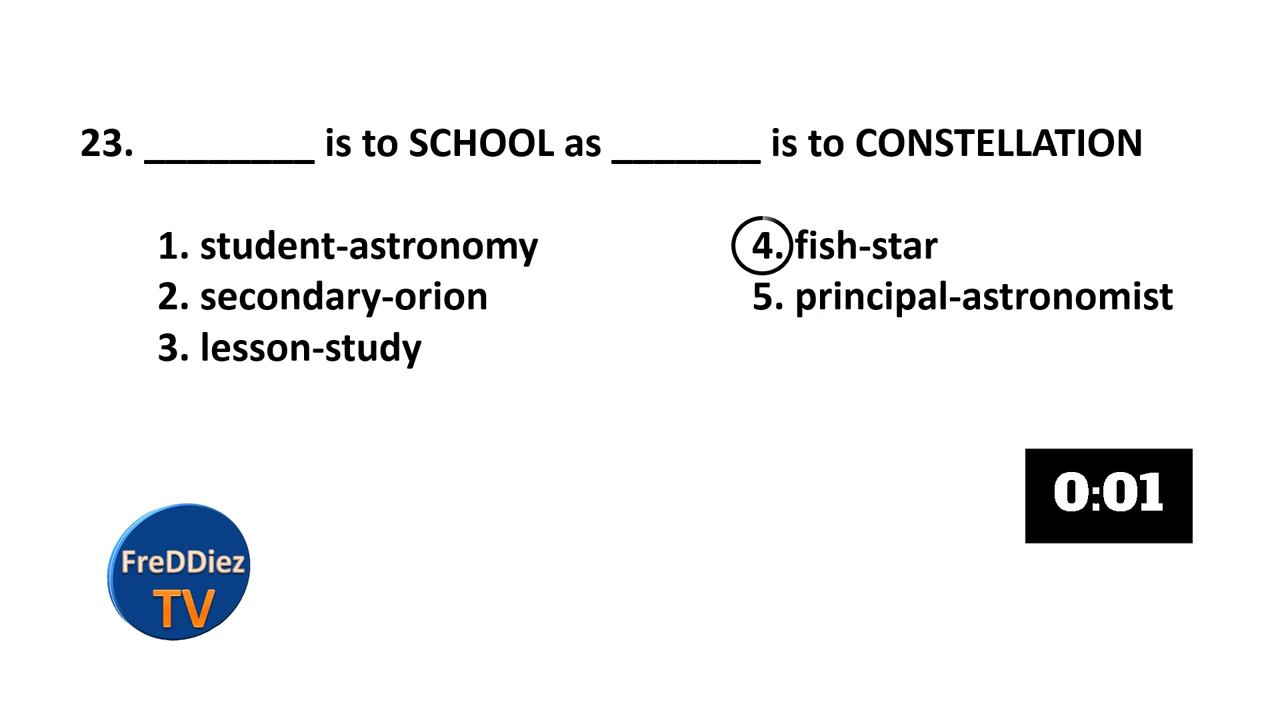 23. ________ is to SCHOOL as _______ is to CONSTELLATION
1. student-astronomy
2. secondary-orion
3. lesson-study
4. fish-star
5. principal-astronomist
0:01
FreDDiez
TV